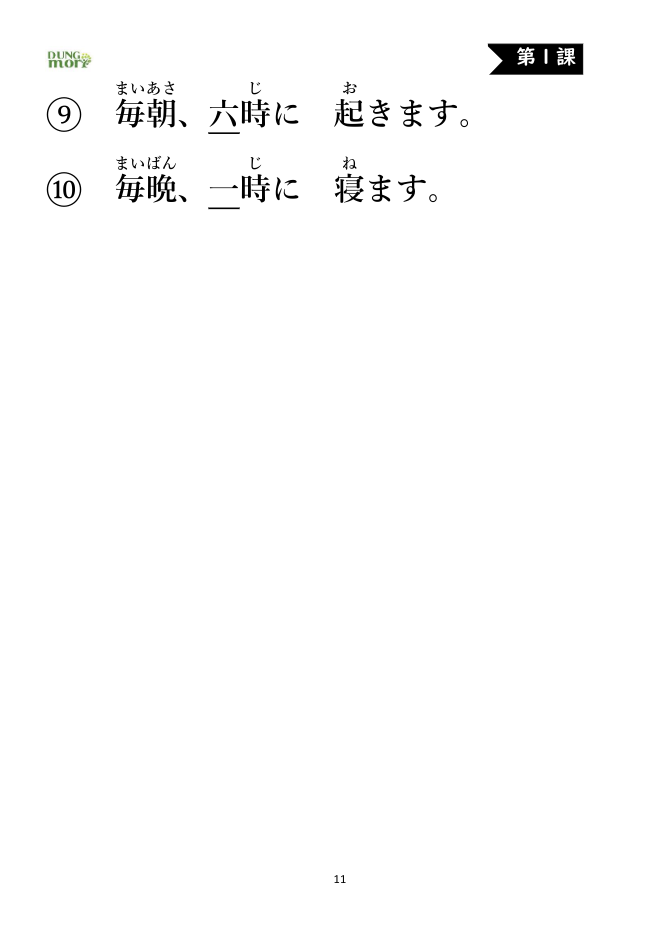 DUNG
mori
第1課
まいあさ じ お
⑨ 毎朝、六時に 起きます。
まいばん じ ね
⑩ 毎晩、一時に 寝ます。
11